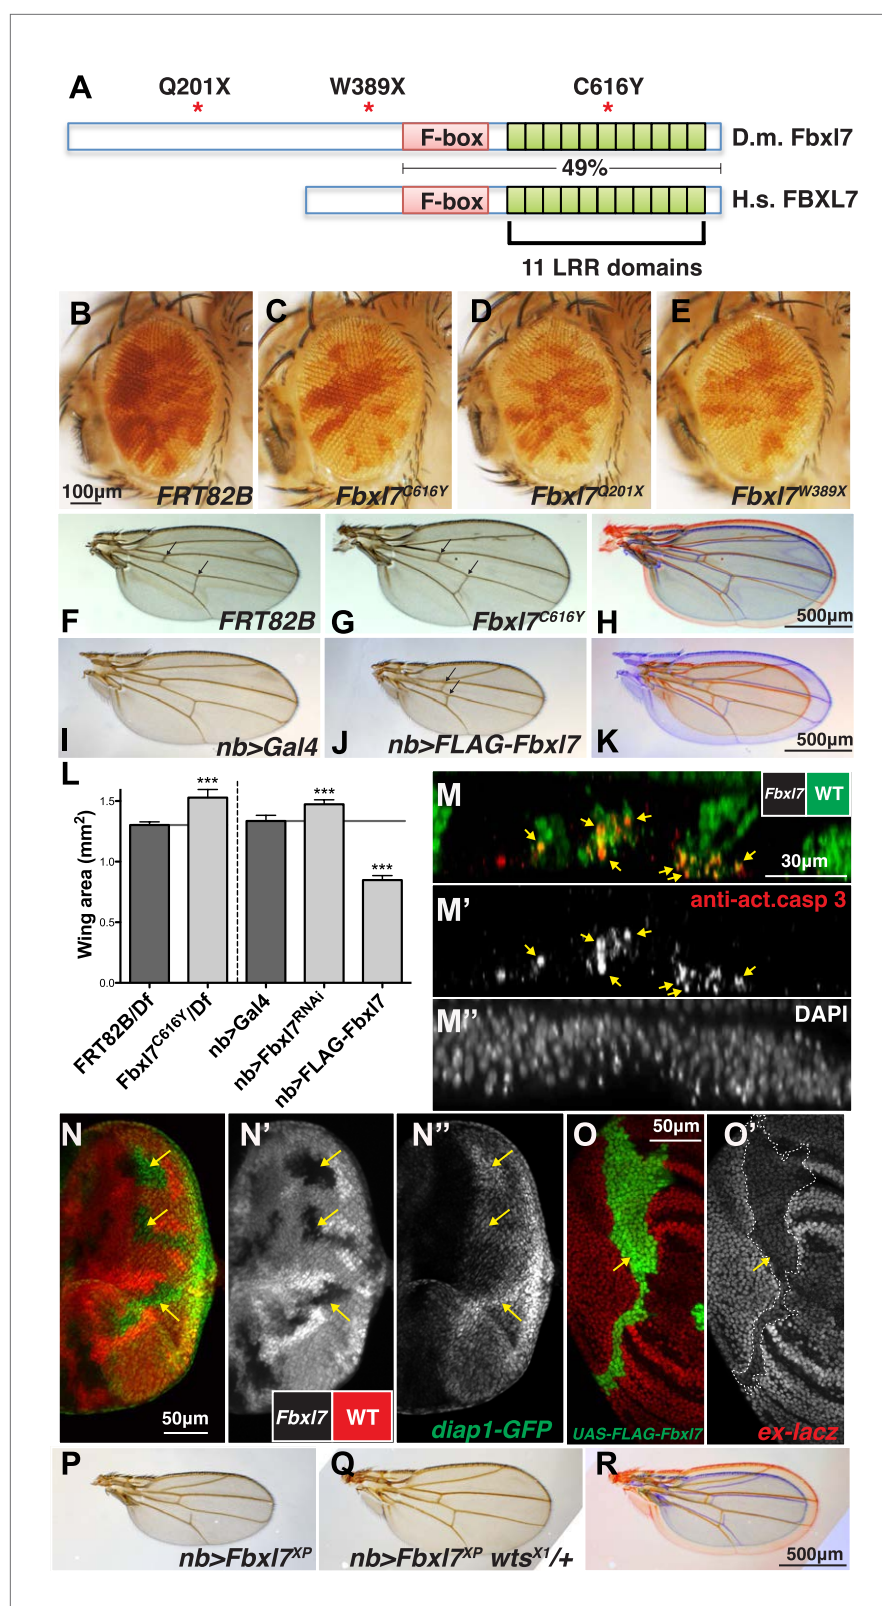 A
Q201X W389X C616Y
* * *
F-box D.m. Fbxl7
49%
F-box H.s. FBXL7
11 LRR domains
B C D E
100µm FRT82B Fbxl7C616Y Fbxl7Q201X Fbxl7W389X
F FRT82B G Fbxl7C616Y H 500µm
I nb>Gal4 J nb>FLAG-Fbxl7 K 500µm
L
Wing area (mm2)
1.5
1.0
0.5
0.0
*** *** ***
FRT82B/Df
Fbxl7C616Y/Df
nb>Gal4
nb>Fbxl7RNAi
nb>FLAG-Fbxl7
M Fbxl7 WT
30µm
M' anti-act.casp 3
M'' DAPI
N N' N'' O 50µm O'
50µm Fbxl7 WT diap1-GFP UAS-FLAG-Fbxl7 ex-lacz
P Q R
nb>Fbxl7XP nb>Fbxl7XP wtsX1/+ 500µm